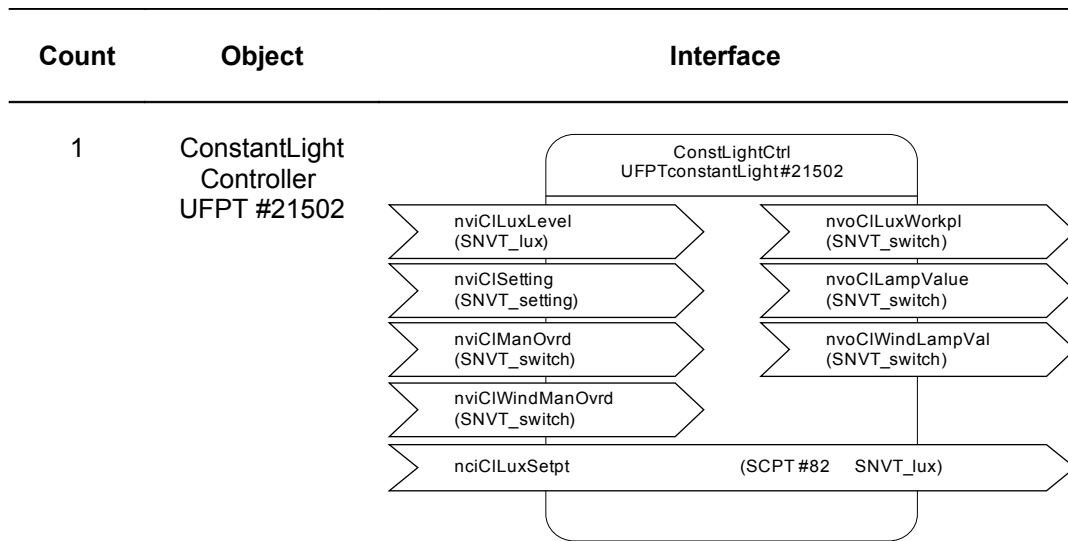 Count Object Interface
1
ConstantLight
Controller
UFPT #21502
ConstLightCtrl
UFPTconstantLight#21502
nviClLuxLevel
(SNVT_lux)
nvoClLuxWorkpl
(SNVT_switch)
nviClSetting
(SNVT_setting)
nvoClLampValue
(SNVT_switch)
nviClManOvrd
(SNVT_switch)
nvoClWindLampVal
(SNVT_switch)
nviClWindManOvrd
(SNVT_switch)
nciClLuxSetpt (SCPT #82 SNVT_lux)